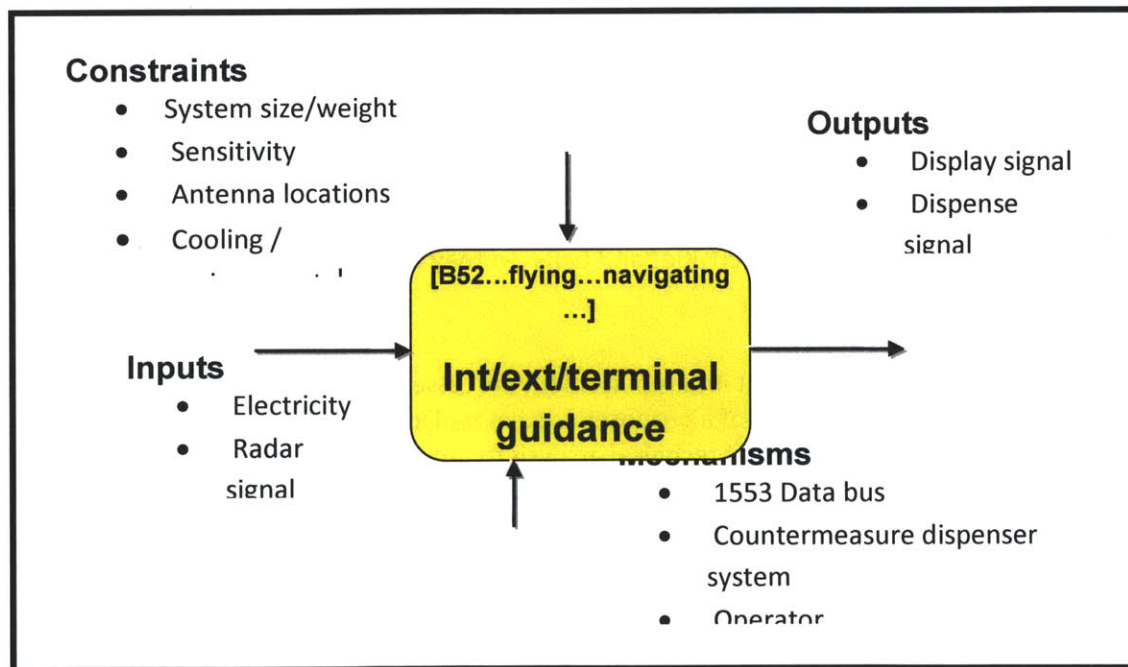 Constraints
• System size/weight
• Sensitivity
• Antenna locations
• Cooling /
Outputs
• Display signal
• Dispense
signal
[B52...flying...navigating
...]
Int/ext/terminal
guidance
Inputs
• Electricity
• Radar
signal
Mechanisms
• 1553 Data bus
• Countermeasure dispenser
system
• Operator